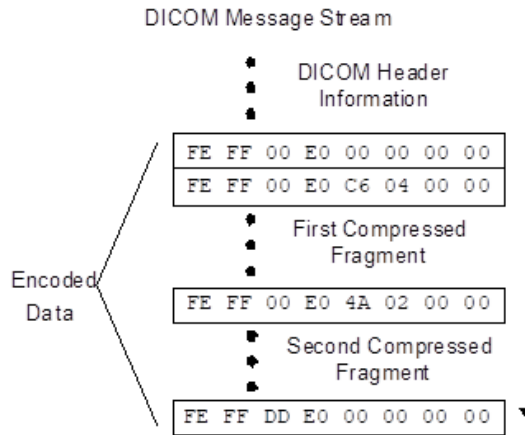 DICOM Message Stream
DICOM Header
Information
FE FF 00 E0 00 00 00 00
FE FF 00 E0 C6 04 00 00
First Compressed
Fragment
Encoded
Data
FE FF 00 E0 4A 02 00 00
Second Compressed
Fragment
FE FF DD E0 00 00 00 00